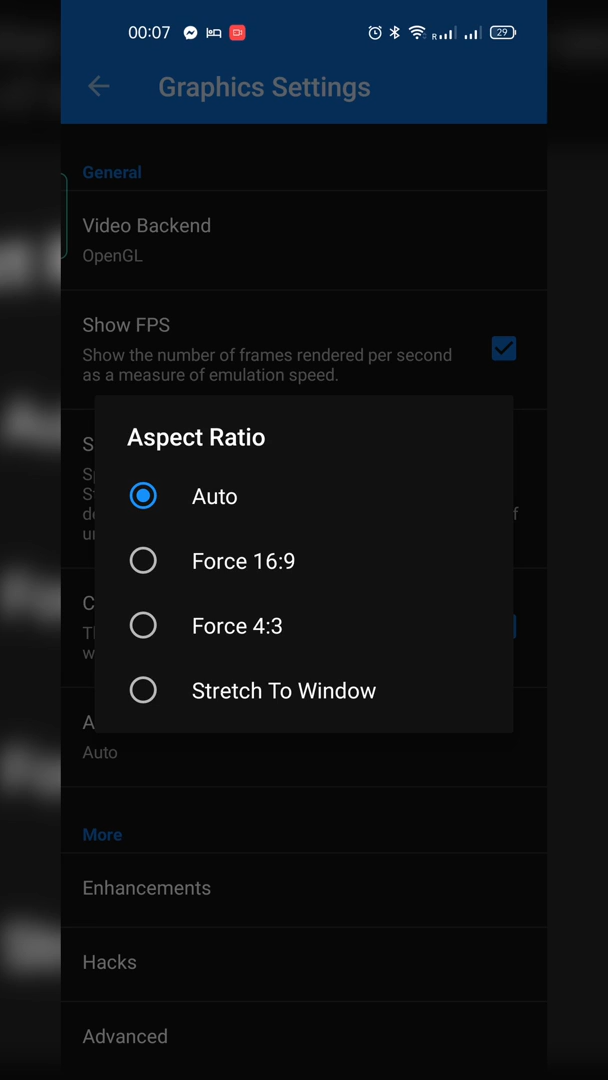 00:07
R
29
Graphics Settings
General
Video Backend
OpenGL
Show FPS
Show the number of frames rendered per second
as a measure of emulation speed.
Aspect Ratio
Auto
Force 16:9
Force 4:3
Stretch To Window
Auto
More
Enhancements
Hacks
Advanced